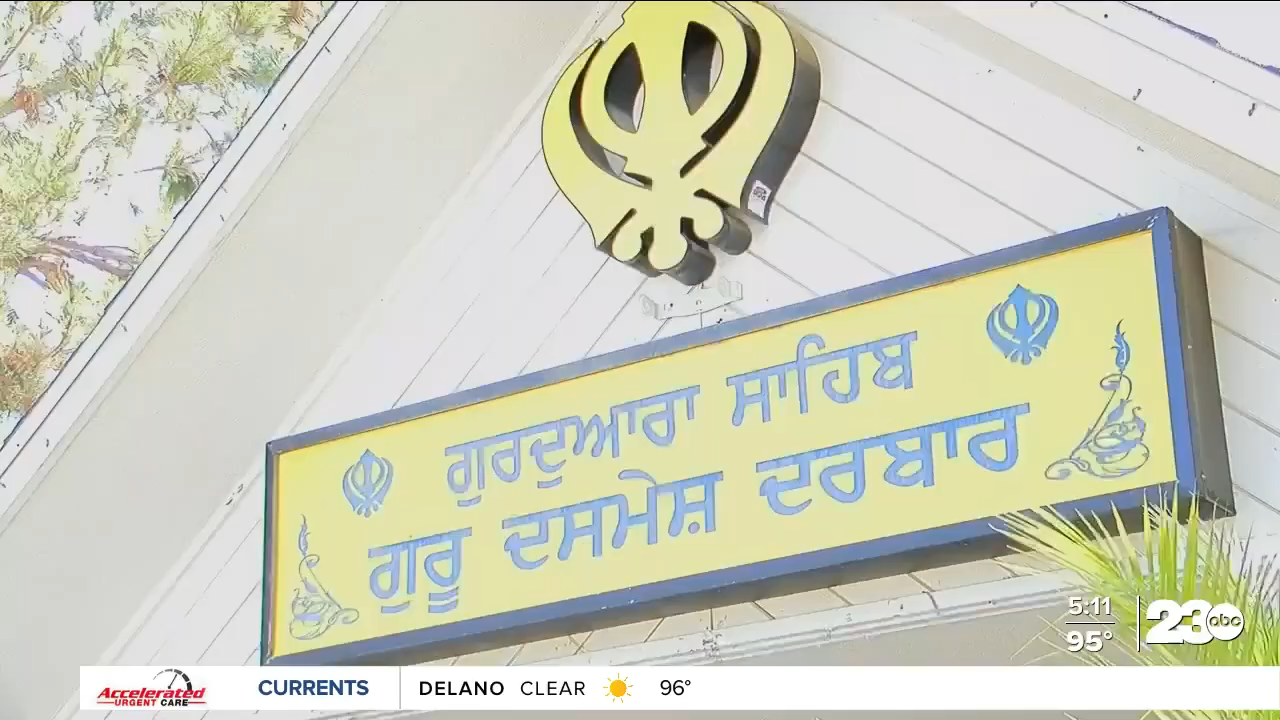 ਗੁਰਦੁਆਰਾ ਸਾਹਿਬ
ਗੁਰੂ ਦਸਮੇਸ਼ ਦਰਬਾਰ
5:11
95°
23 abc
Accelerated
URGENT CARE
CURRENTS
DELANO CLEAR 96°